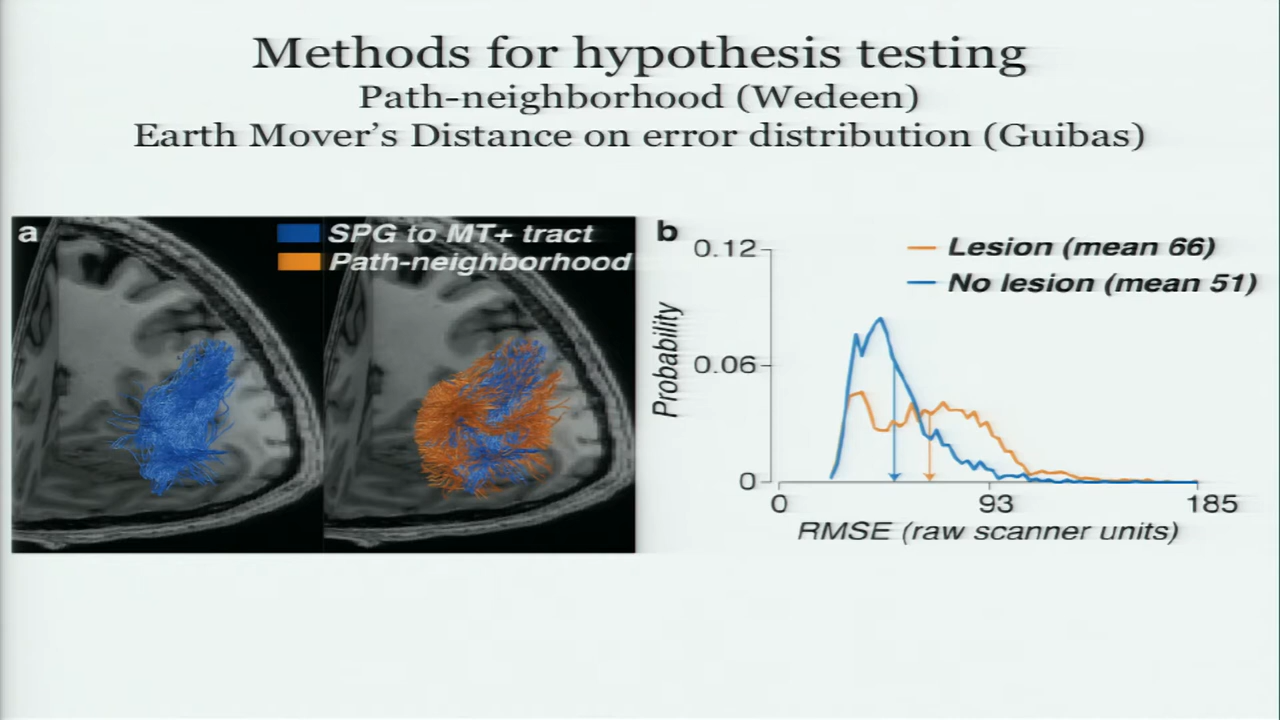 Methods for hypothesis testing
Path-neighborhood (Wedeen)
Earth Mover's Distance on error distribution (Guibas)
a
SPG to MT+ tract
Path-neighborhood
b
0.12
Lesion (mean 66)
No lesion (mean 51)
Probability
0.06
0
0
93
185
RMSE (raw scanner units)